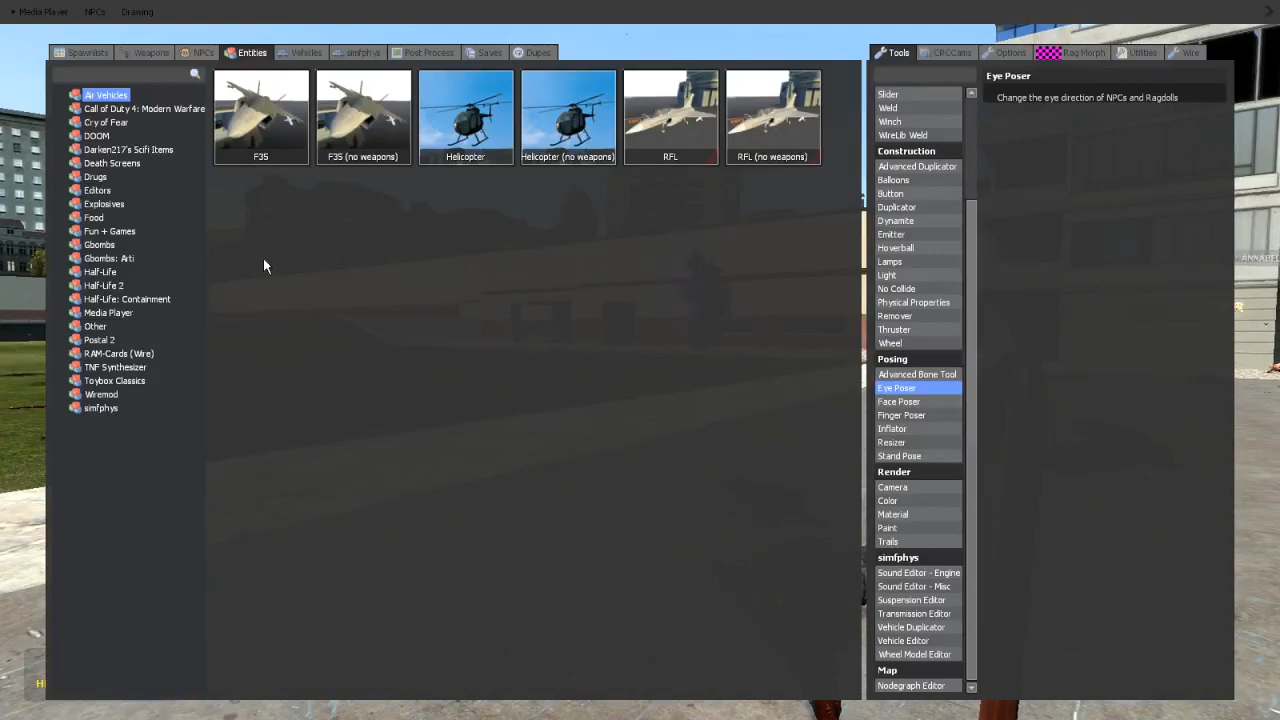 Media Player NPCs Drawing
Spawnlists Weapons NPCs Entities Vehicles simfphys Post Process Saves Dupes
Air Vehicles
Call of Duty 4: Modern Warfare
Cry of Fear
DOOM
Darken217's Scifi Items
Death Screens
Drugs
Editors
Explosives
Food
Fun + Games
Gbombs
Gbombs: Arti
Half-Life
Half-Life 2
Half-Life: Containment
Media Player
Other
Postal 2
RAM-Cards (Wire)
TNF Synthesizer
Toybox Classics
Wiremod
simfphys
F35
F35 (no weapons)
Helicopter
Helicopter (no weapons)
RFL
RFL (no weapons)
Tools CRCCams Options Rag Morph Utilities Wire
Slider
Weld
Winch
WireLib Weld
Construction
Advanced Duplicator
Balloons
Button
Duplicator
Dynamite
Emitter
Hoverball
Lamps
Light
No Collide
Physical Properties
Remover
Thruster
Wheel
Posing
Advanced Bone Tool
Eye Poser
Face Poser
Finger Poser
Inflator
Resizer
Stand Pose
Render
Camera
Color
Material
Paint
Trails
simfphys
Sound Editor - Engine
Sound Editor - Misc
Suspension Editor
Transmission Editor
Vehicle Duplicator
Vehicle Editor
Wheel Model Editor
Map
Nodegraph Editor
Eye Poser
Change the eye direction of NPCs and Ragdolls